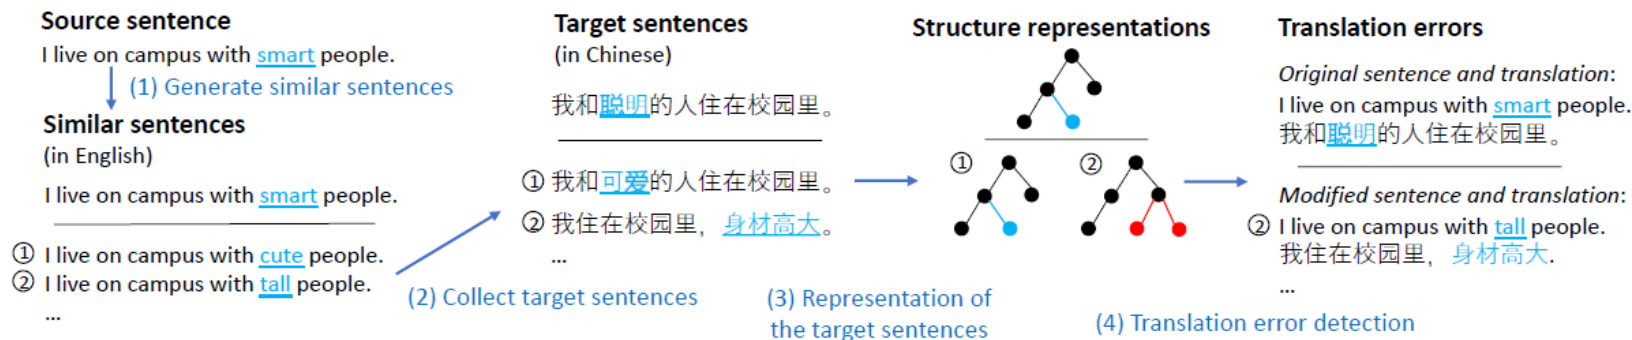 Source sentence
I live on campus with smart people.
(1) Generate similar sentences
Similar sentences
(in English)
I live on campus with smart people.
① I live on campus with cute people.
② I live on campus with tall people.
...
(2) Collect target sentences
Target sentences
(in Chinese)
我和聪明的人住在校园里。
① 我和可爱的人住在校园里。
② 我住在校园里，身材高大。
...
(3) Representation of
the target sentences
Structure representations
①
②
(4) Translation error detection
Translation errors
Original sentence and translation:
I live on campus with smart people.
我和聪明的人住在校园里。
Modified sentence and translation:
② I live on campus with tall people.
我住在校园里，身材高大.
...